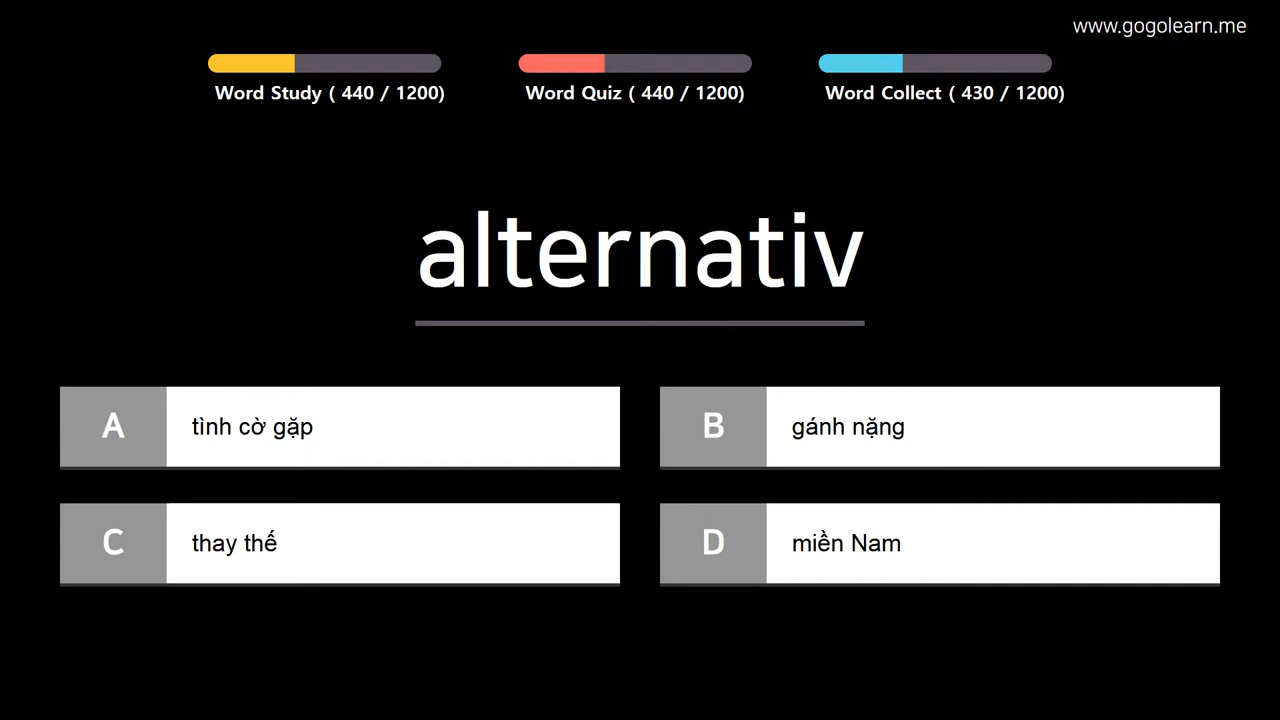 www.gogolearn.me
Word Study ( 440 / 1200)
Word Quiz ( 440 / 1200)
Word Collect ( 430 / 1200)
alternativ
A
tình cờ gặp
B
gánh nặng
C
thay thế
D
miền Nam